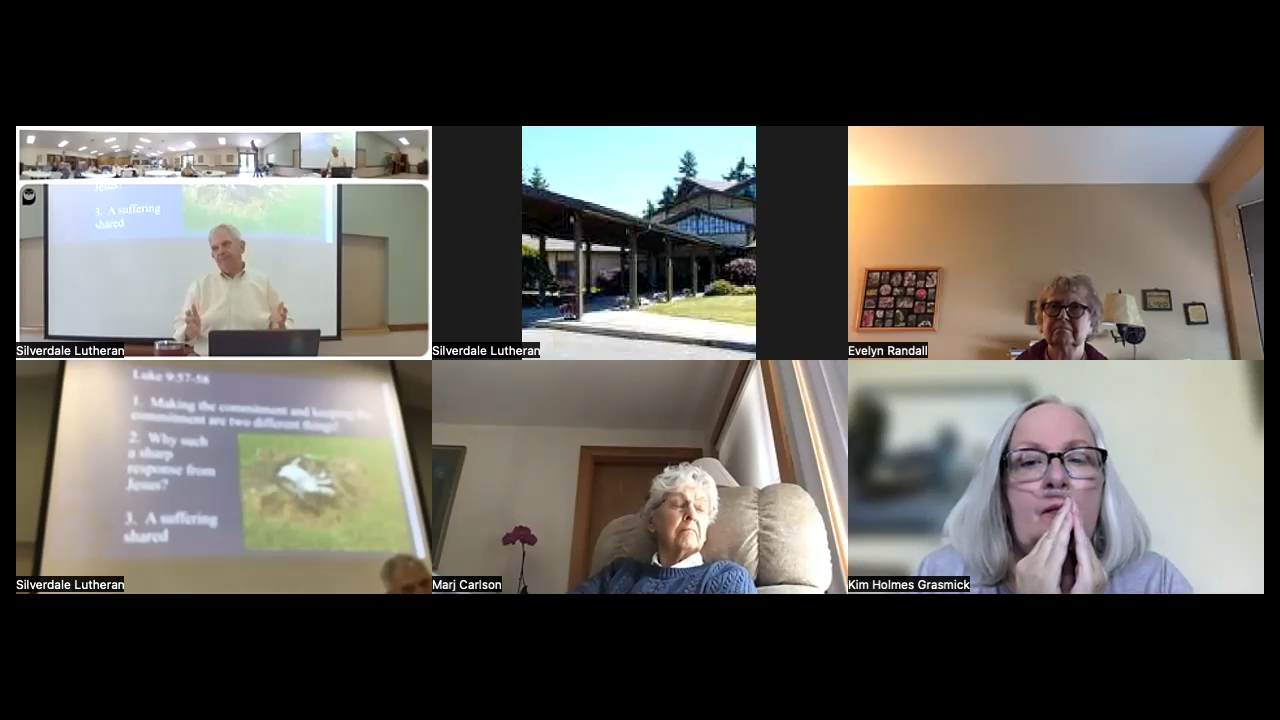 Jesus?
3. A suffering
shared
Silverdale Lutheran
Silverdale Lutheran
Evelyn Randall
Luke 9:57-58
1. Making the commitment and keeping the
commitment are two different things!
2. Why such
a sharp
response from
Jesus?
3. A suffering
shared
Silverdale Lutheran
Marj Carlson
Kim Holmes Grasmick